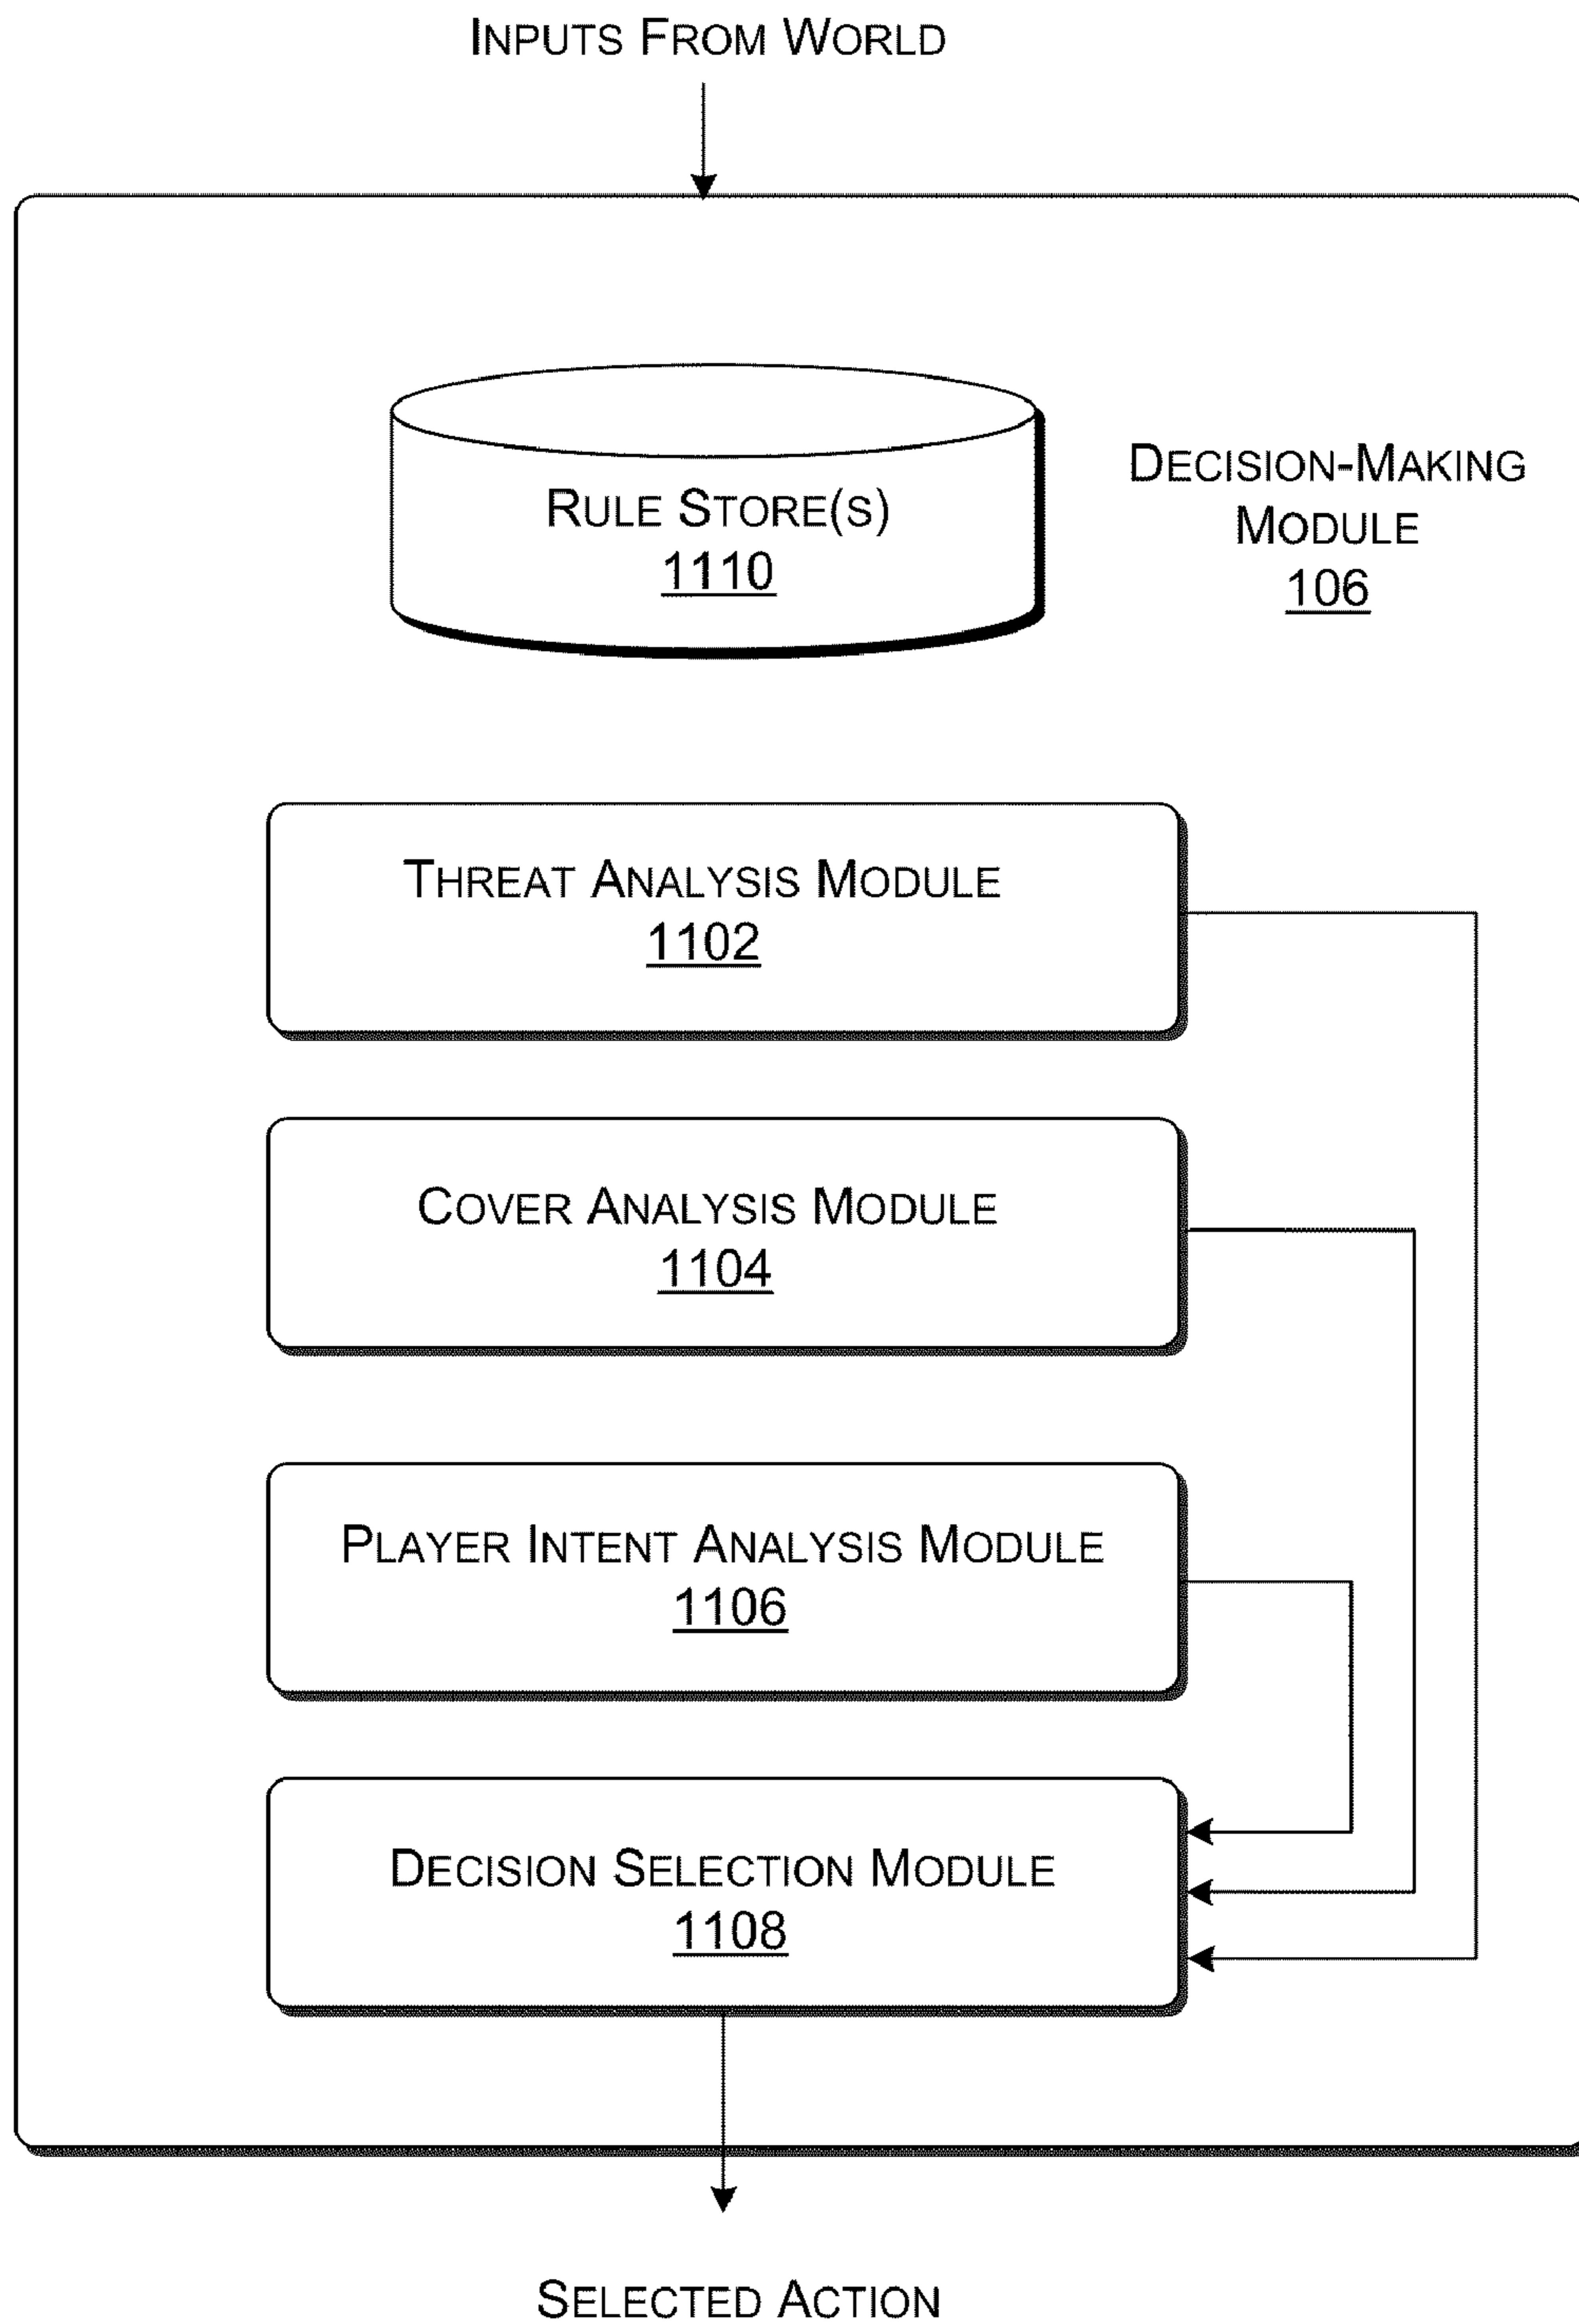 INPUTS FROM WORLD
RULE STORE(S)
1110
DECISION-MAKING
MODULE
106
THREAT ANALYSIS MODULE
1102
COVER ANALYSIS MODULE
1104
PLAYER INTENT ANALYSIS MODULE
1106
DECISION SELECTION MODULE
1108
SELECTED ACTION